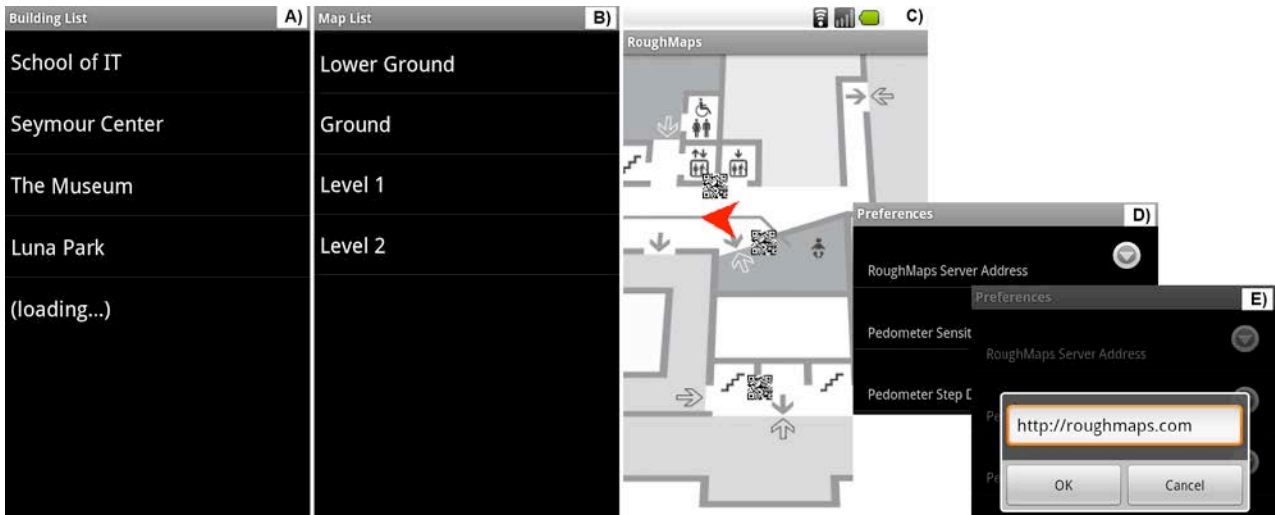 Building List
A)
School of IT
Seymour Center
The Museum
Luna Park
(loading...)
Map List
B)
Lower Ground
Ground
Level 1
Level 2
C)
RoughMaps
Preferences
D)
RoughMaps Server Address
Pedometer Sensit
Pedometer Step D
Preferences
E)
RoughMaps Server Address
Pe
http://roughmaps.com
Pe
OK Cancel